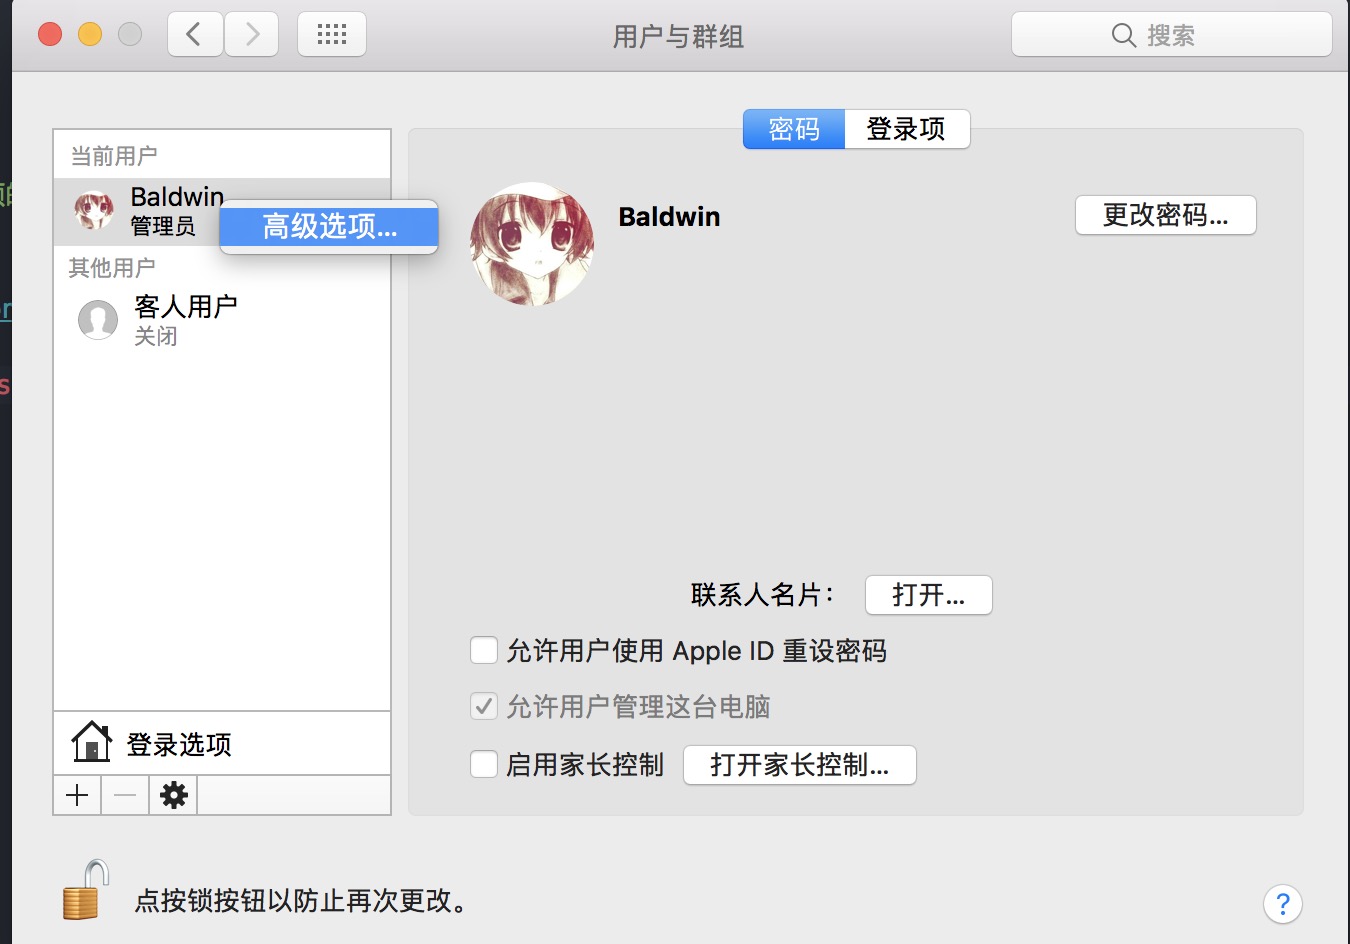 用户与群组
搜索
密码
登录项
当前用户
Baldwin
管理员
高级选项...
其他用户
客人用户
关闭
Baldwin
更改密码...
联系人名片：
打开...
允许用户使用 Apple ID 重设密码
允许用户管理这台电脑
启用家长控制
打开家长控制...
登录选项
点按锁按钮以防止再次更改。
?